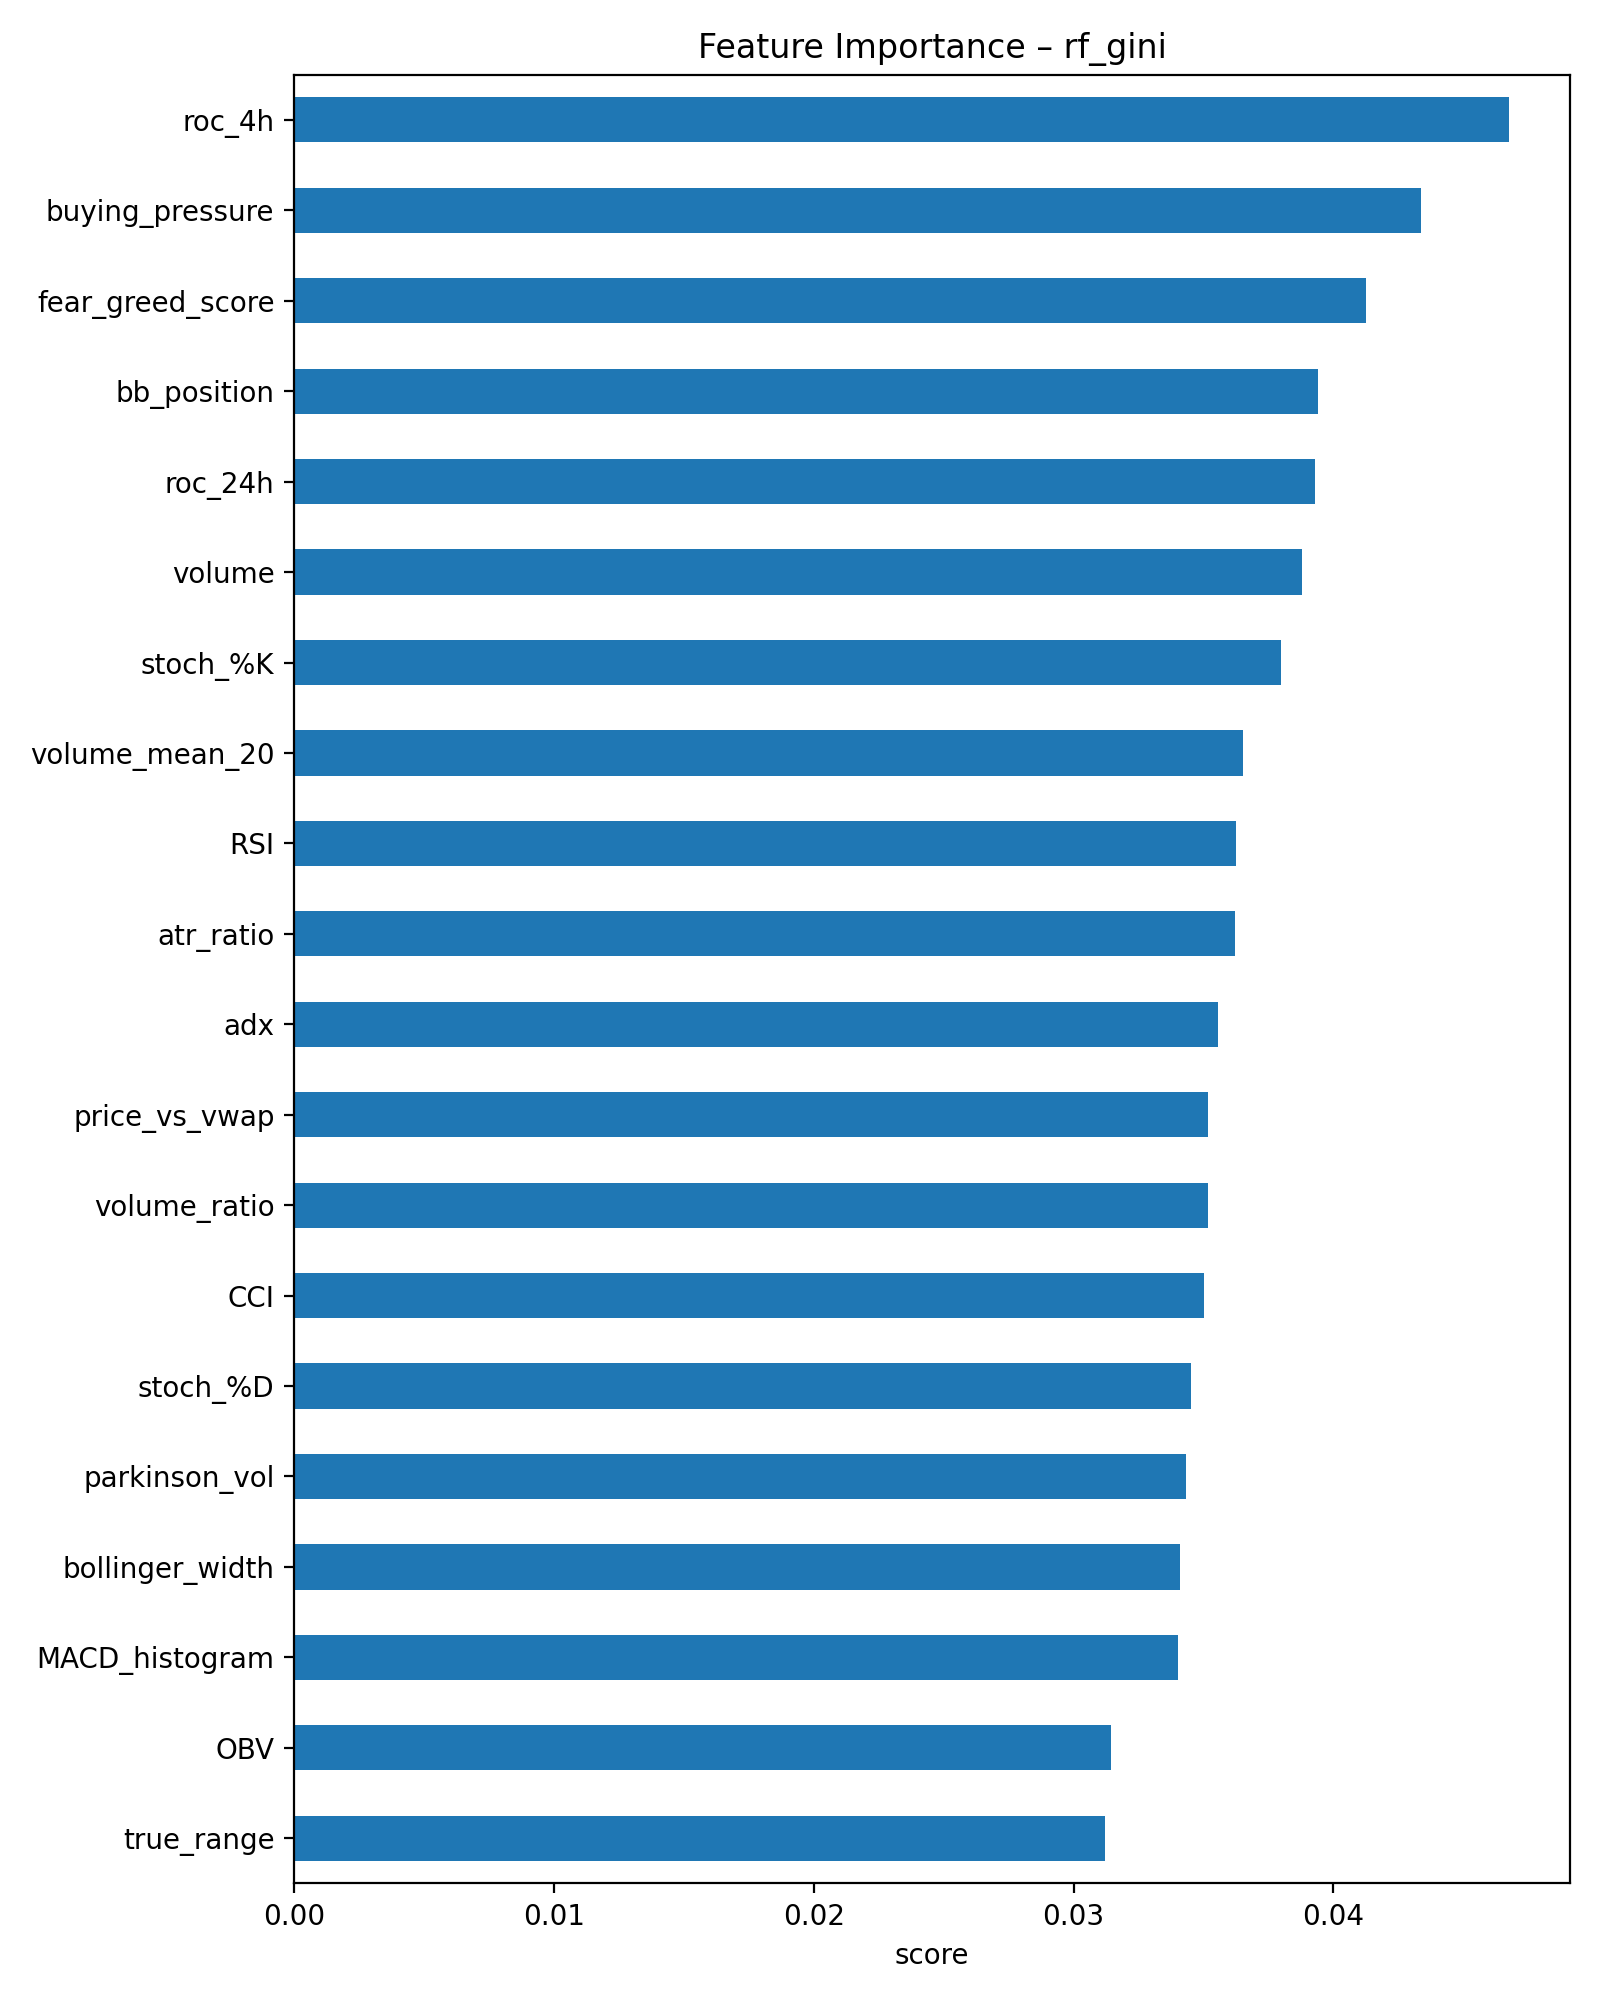 Feature Importance – rf_gini
roc_4h
buying_pressure
fear_greed_score
bb_position
roc_24h
volume
stoch_%K
volume_mean_20
RSI
atr_ratio
adx
price_vs_vwap
volume_ratio
CCI
stoch_%D
parkinson_vol
bollinger_width
MACD_histogram
OBV
true_range
0.00 0.01 0.02 0.03 0.04
score